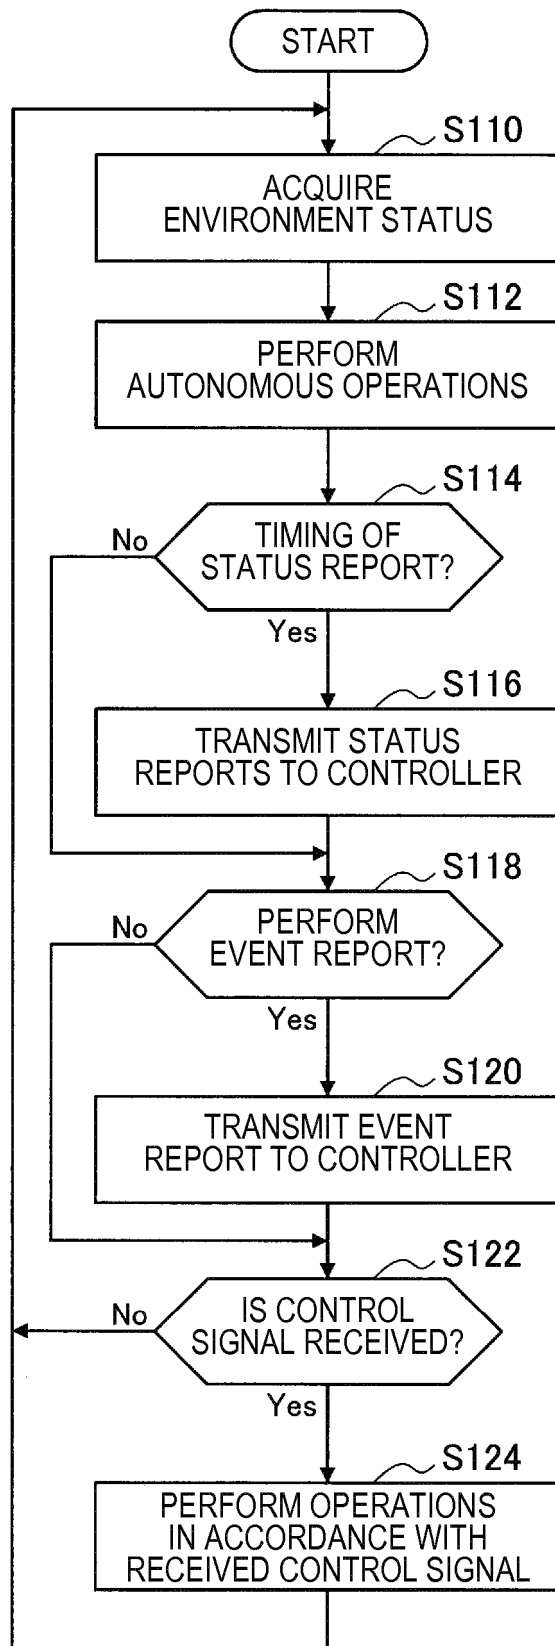 START
S110
ACQUIRE
ENVIRONMENT STATUS
S112
PERFORM
AUTONOMOUS OPERATIONS
S114
No
TIMING OF
STATUS REPORT?
Yes
S116
TRANSMIT STATUS
REPORTS TO CONTROLLER
S118
No
PERFORM
EVENT REPORT?
Yes
S120
TRANSMIT EVENT
REPORT TO CONTROLLER
S122
No
IS CONTROL
SIGNAL RECEIVED?
Yes
S124
PERFORM OPERATIONS
IN ACCORDANCE WITH
RECEIVED CONTROL SIGNAL